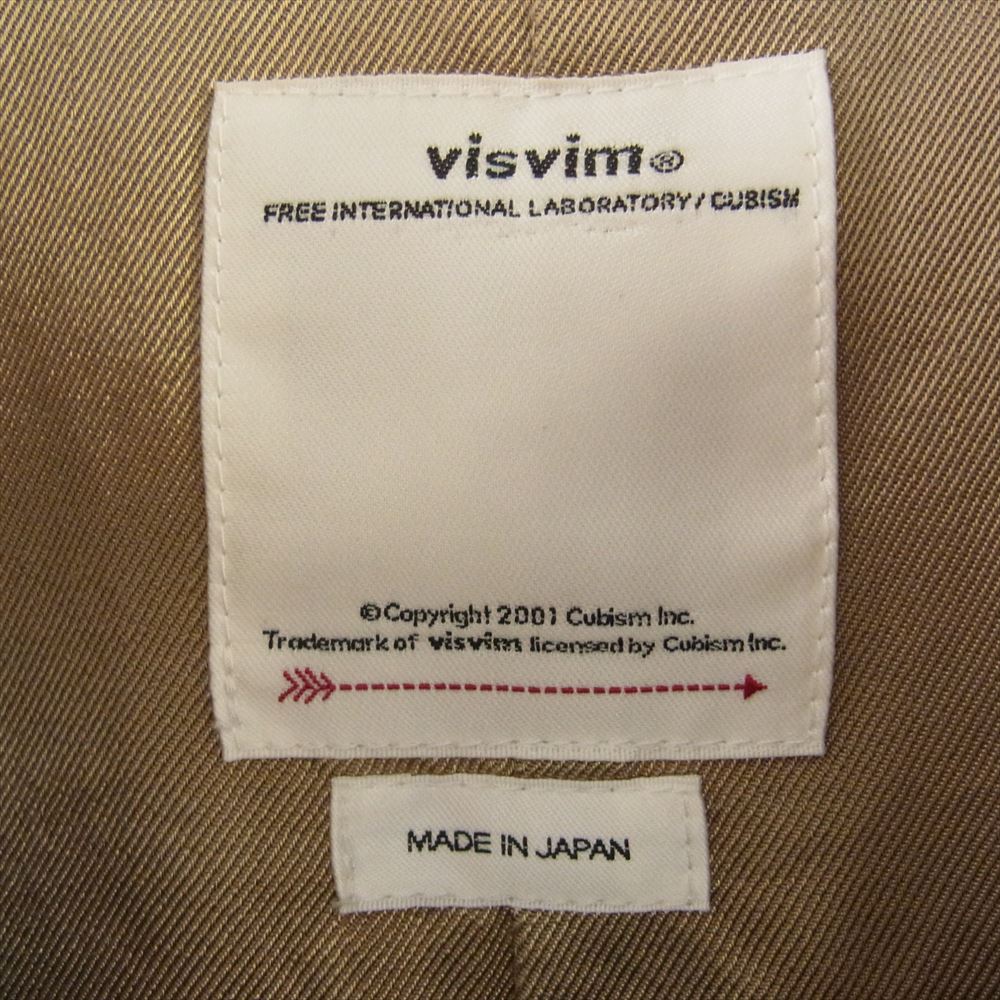 visvim®
FREE INTERNATIONAL LABORATORY / CUBISM
©Copyright 2001 Cubism Inc.
Trademark of visvim licensed by Cubism Inc.
MADE IN JAPAN